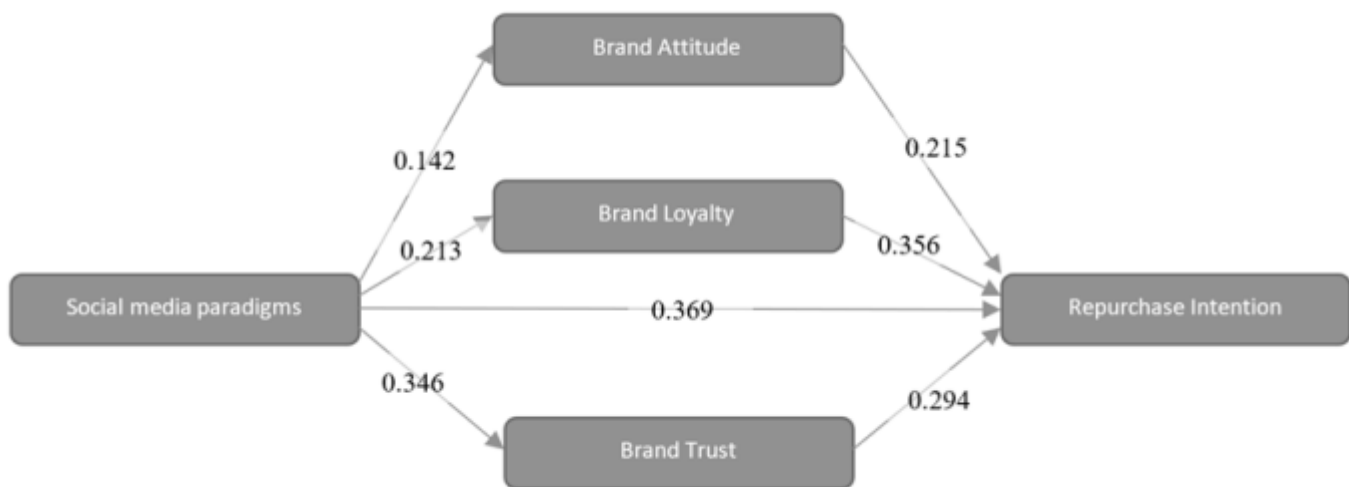 Brand Attitude
0.142
0.215
Brand Loyalty
0.213
0.356
Social media paradigms
0.369
Repurchase Intention
0.346
0.294
Brand Trust